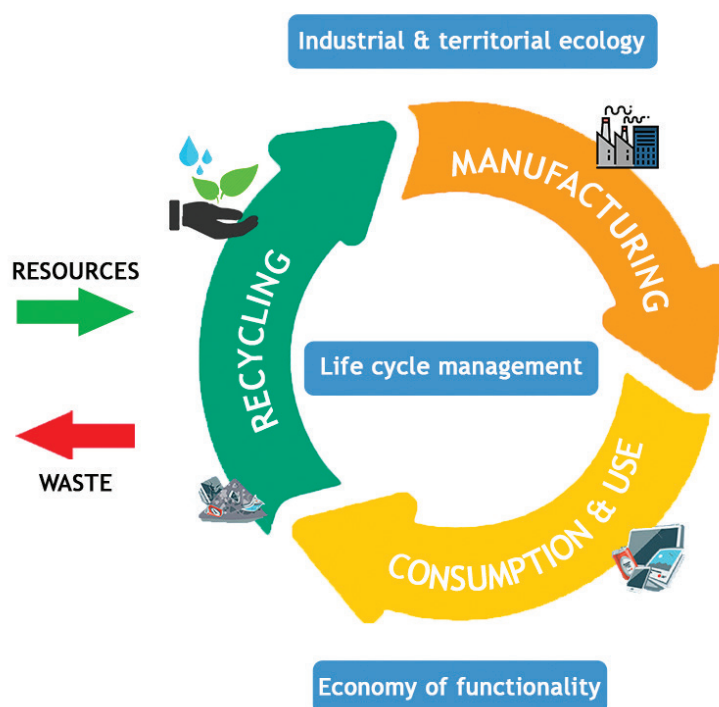 Industrial & territorial ecology
MANUFACTURING
RESOURCES
RECYCLING
Life cycle management
WASTE
CONSUMPTION & USE
Economy of functionality